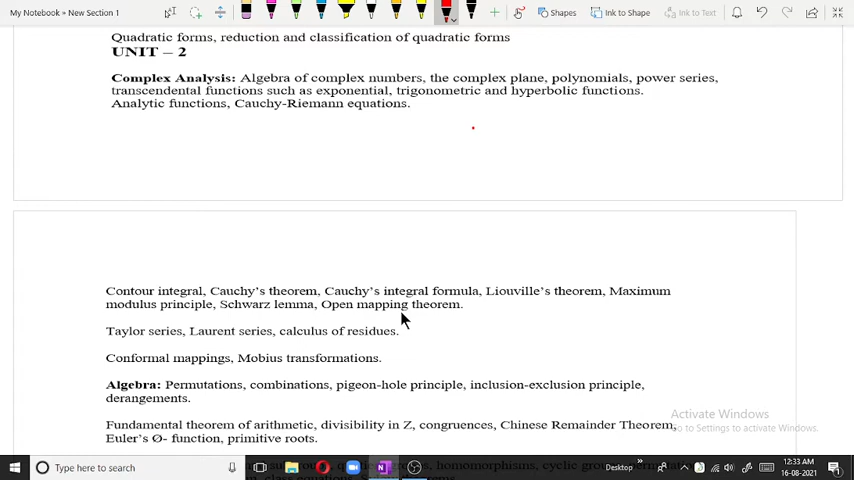 My Notebook » New Section 1
Shapes
Ink to Shape
Ink to Text
Quadratic forms, reduction and classification of quadratic forms
UNIT – 2
Complex Analysis: Algebra of complex numbers, the complex plane, polynomials, power series,
transcendental functions such as exponential, trigonometric and hyperbolic functions.
Analytic functions, Cauchy-Riemann equations.
Contour integral, Cauchy's theorem, Cauchy's integral formula, Liouville's theorem, Maximum
modulus principle, Schwarz lemma, Open mapping theorem.
Taylor series, Laurent series, calculus of residues.
Conformal mappings, Mobius transformations.
Algebra: Permutations, combinations, pigeon-hole principle, inclusion-exclusion principle,
derangements.
Fundamental theorem of arithmetic, divisibility in Z, congruences, Chinese Remainder Theorem,
Euler's Ø- function, primitive roots.
Activate Windows
Go to Settings to activate Windows.
Type here to search
Desktop
12:33 AM
16-08-2021